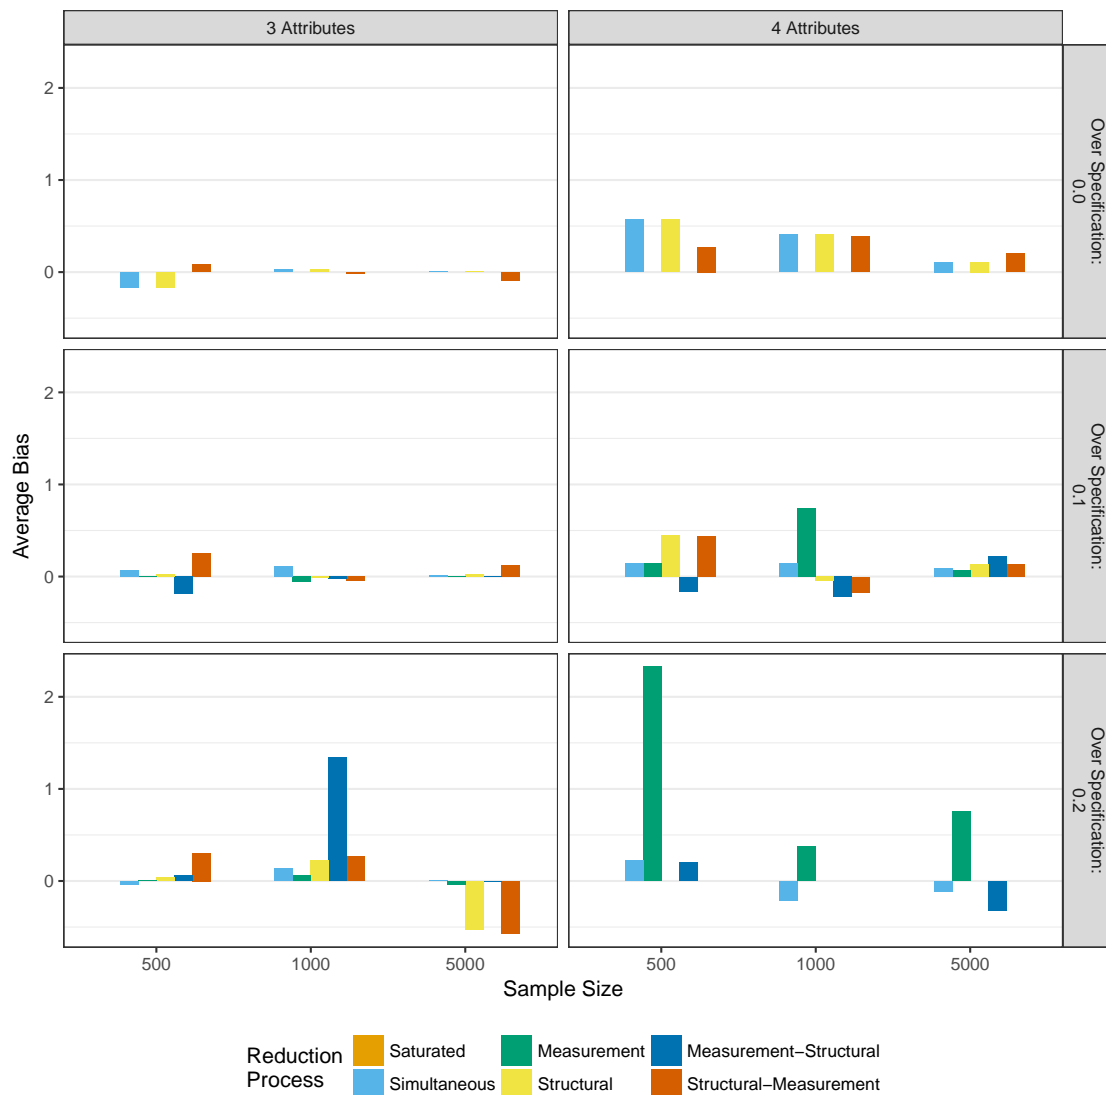 3 Attributes
4 Attributes
2
1
0
Over Specification:
0.0
2
1
0
Over Specification:
0.1
2
1
0
Over Specification:
0.2
Average Bias
500
1000
5000
500
1000
5000
Sample Size
Reduction
Process
Saturated
Measurement
Measurement−Structural
Simultaneous
Structural
Structural−Measurement